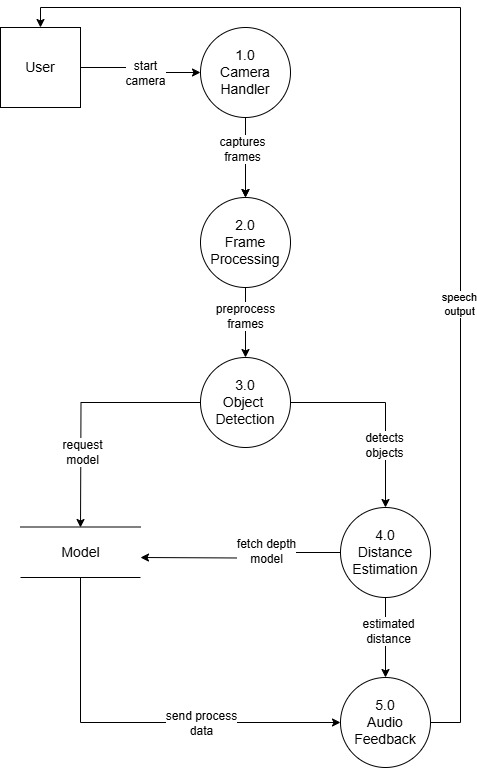 User
start
camera
1.0
Camera
Handler
captures
frames
2.0
Frame
Processing
preprocess
frames
speech
output
3.0
Object
Detection
request
model
detects
objects
Model
fetch depth
model
4.0
Distance
Estimation
estimated
distance
send process
data
5.0
Audio
Feedback